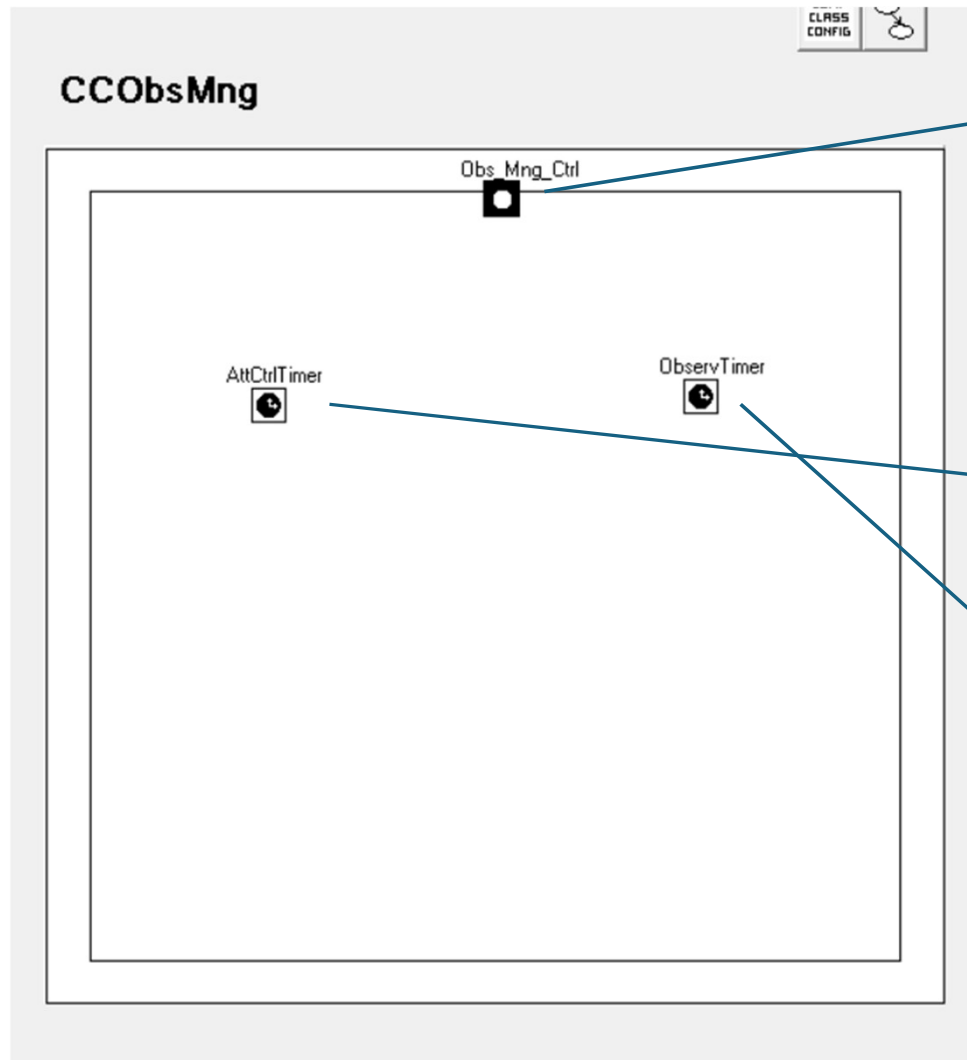 CLASS
CONFIG
CCObsMng
Obs_Mng_Ctrl
AttCtrlTimer
ObservTimer